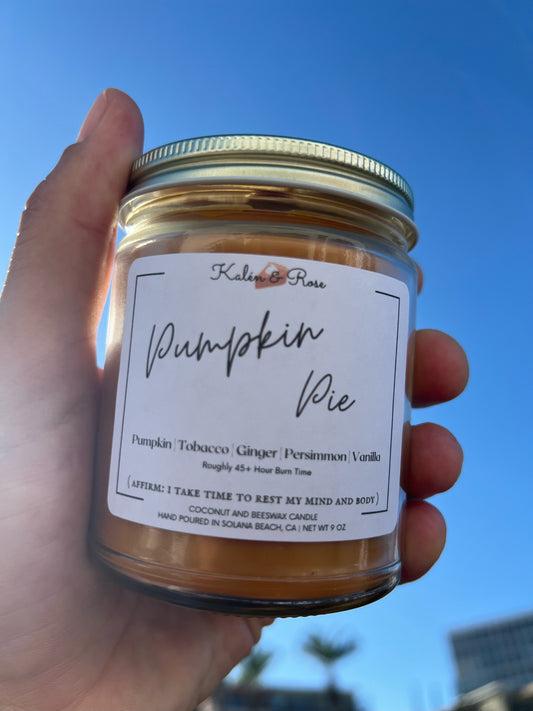 Kalén & Rose
Pumpkin
Pie
Pumpkin | Tobacco | Ginger | Persimmon | Vanilla
Roughly 45+ Hour Burn Time
(AFFIRM: I TAKE TIME TO REST MY MIND AND BODY)
COCONUT AND BEESWAX CANDLE
HAND POURED IN SOLANA BEACH, CA | NET WT 9 OZ